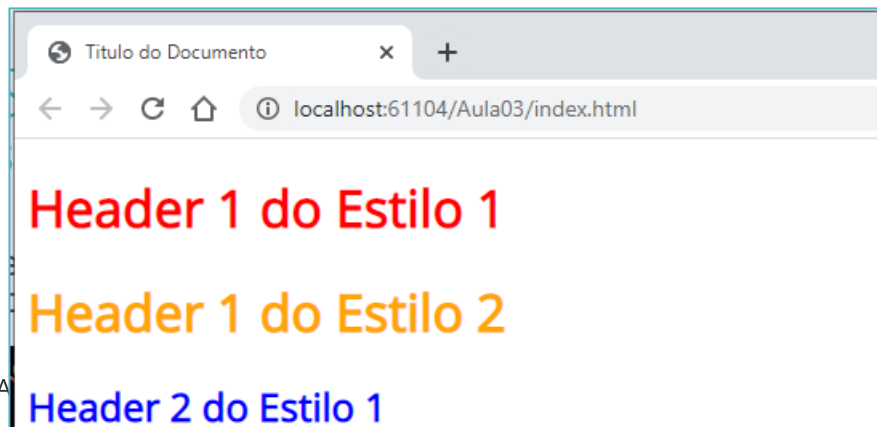 Titulo do Documento
localhost:61104/Aula03/index.html
Header 1 do Estilo 1
Header 1 do Estilo 2
A
Header 2 do Estilo 1